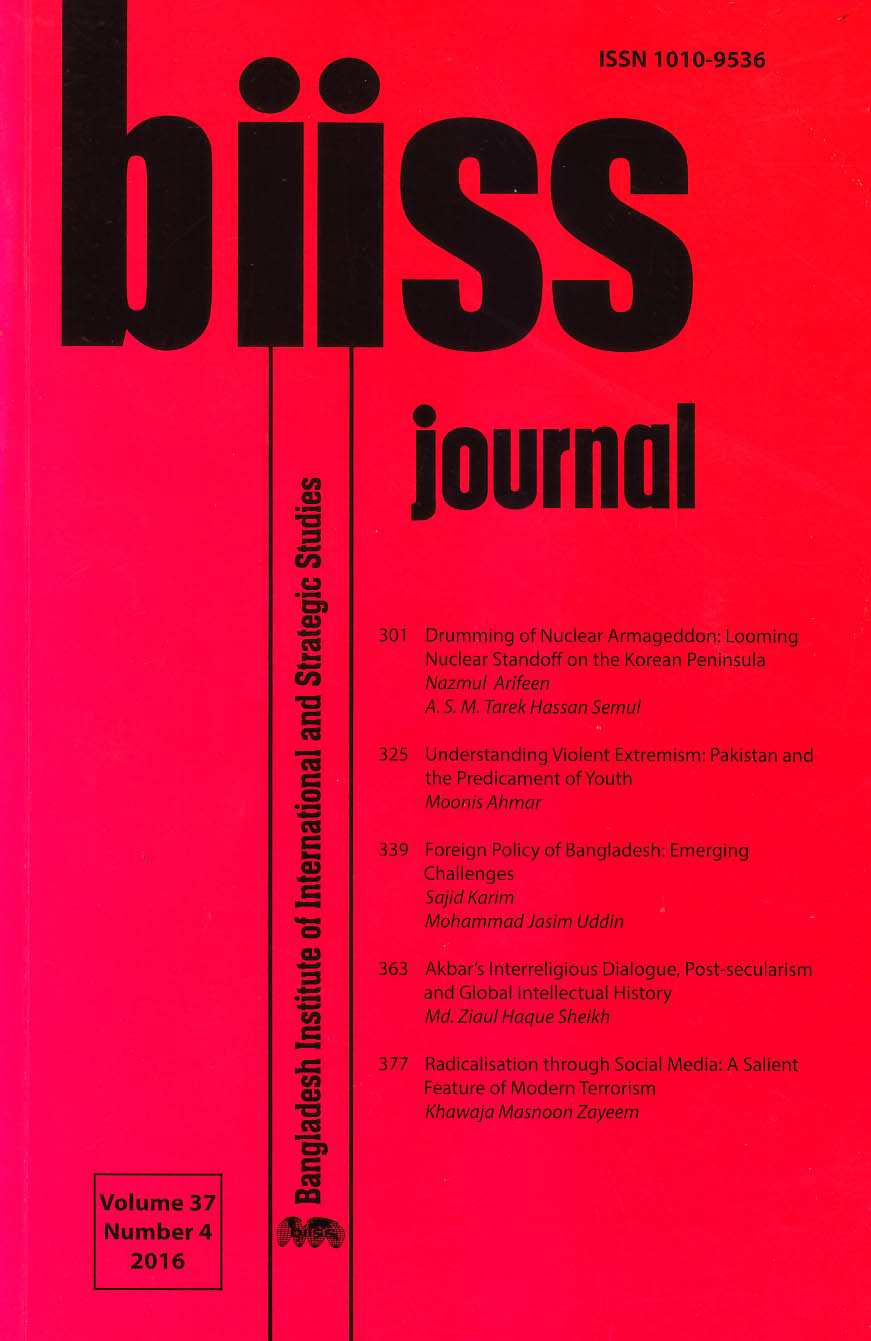 ISSN 1010-9536
biiss
journal
Bangladesh Institute of International and Strategic Studies
301 Drumming of Nuclear Armageddon: Looming
Nuclear Standoff on the Korean Peninsula
Nazmul Arifeen
A. S. M. Tarek Hassan Semul
325 Understanding Violent Extremism: Pakistan and
the Predicament of Youth
Moonis Ahmar
339 Foreign Policy of Bangladesh: Emerging
Challenges
Sajid Karim
Mohammad Jasim Uddin
363 Akbar's Interreligious Dialogue, Post-secularism
and Global Intellectual History
Md. Ziaul Haque Sheikh
377 Radicalisation through Social Media: A Salient
Feature of Modern Terrorism
Khawaja Masnoon Zayeem
Volume 37
Number 4
2016
biiss